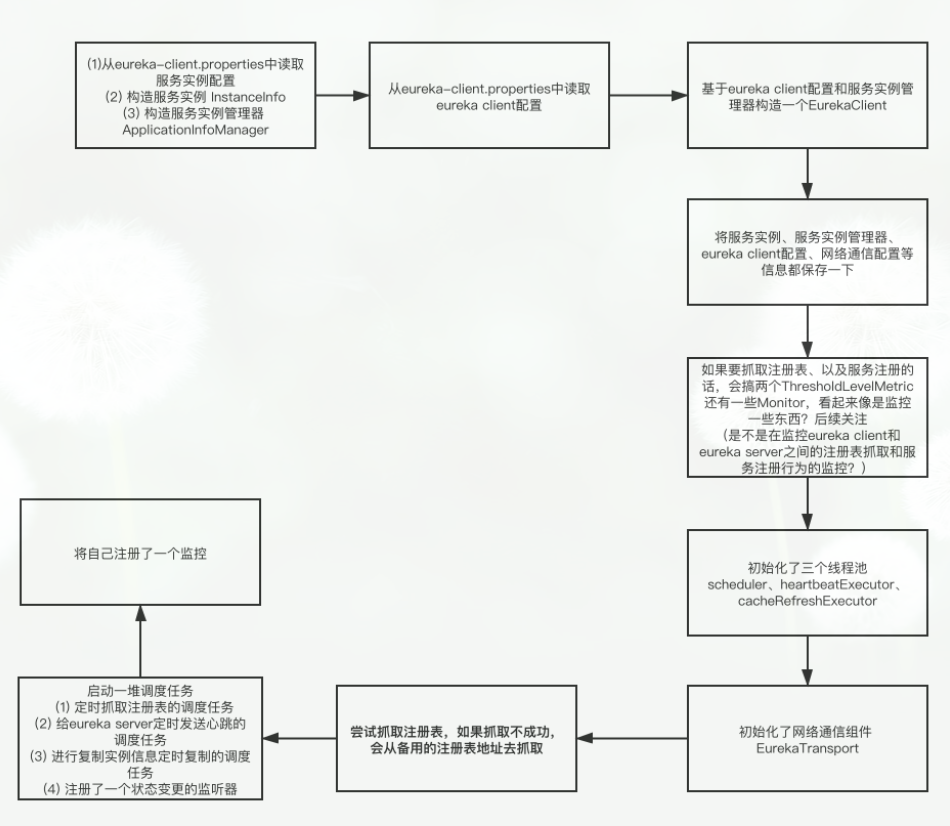 (1)从eureka-client.properties中读取
服务实例配置
(2) 构造服务实例 InstanceInfo
(3) 构造服务实例管理器
ApplicationInfoManager
从eureka-client.properties中读取
eureka client配置
基于eureka client配置和服务实例管
理器构造一个EurekaClient
将服务实例、服务实例管理器、
eureka client配置、网络通信配置等
信息都保存一下
如果要抓取注册表、以及服务注册的
话，会搞两个ThresholdLevelMetric
还有一些Monitor，看起来像是监控
一些东西？后续关注
（是不是在监控eureka client和
eureka server之间的注册表抓取和服
务注册行为的监控？）
初始化了三个线程池
scheduler、heartbeatExecutor、
cacheRefreshExecutor
初始化了网络通信组件
EurekaTransport
尝试抓取注册表，如果抓取不成功，
会从备用的注册表地址去抓取
启动一堆调度任务
(1) 定时抓取注册表的调度任务
(2) 给eureka server定时发送心跳的
调度任务
(3) 进行复制实例信息定时复制的调度
任务
(4) 注册了一个状态变更的监听器
将自己注册了一个监控